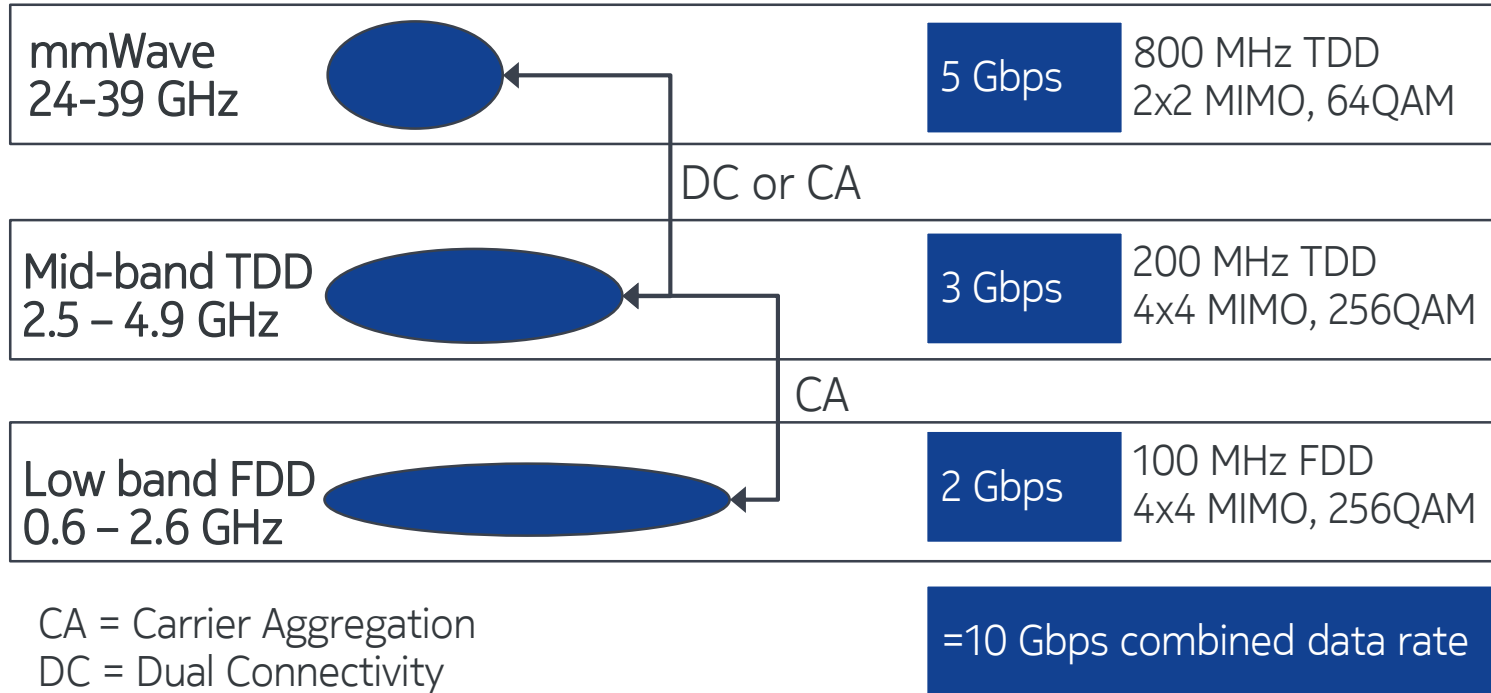 mmWave
24-39 GHz
5 Gbps
800 MHz TDD
2x2 MIMO, 64QAM
DC or CA
Mid-band TDD
2.5 – 4.9 GHz
3 Gbps
200 MHz TDD
4x4 MIMO, 256QAM
CA
Low band FDD
0.6 – 2.6 GHz
2 Gbps
100 MHz FDD
4x4 MIMO, 256QAM
CA = Carrier Aggregation
DC = Dual Connectivity
=10 Gbps combined data rate